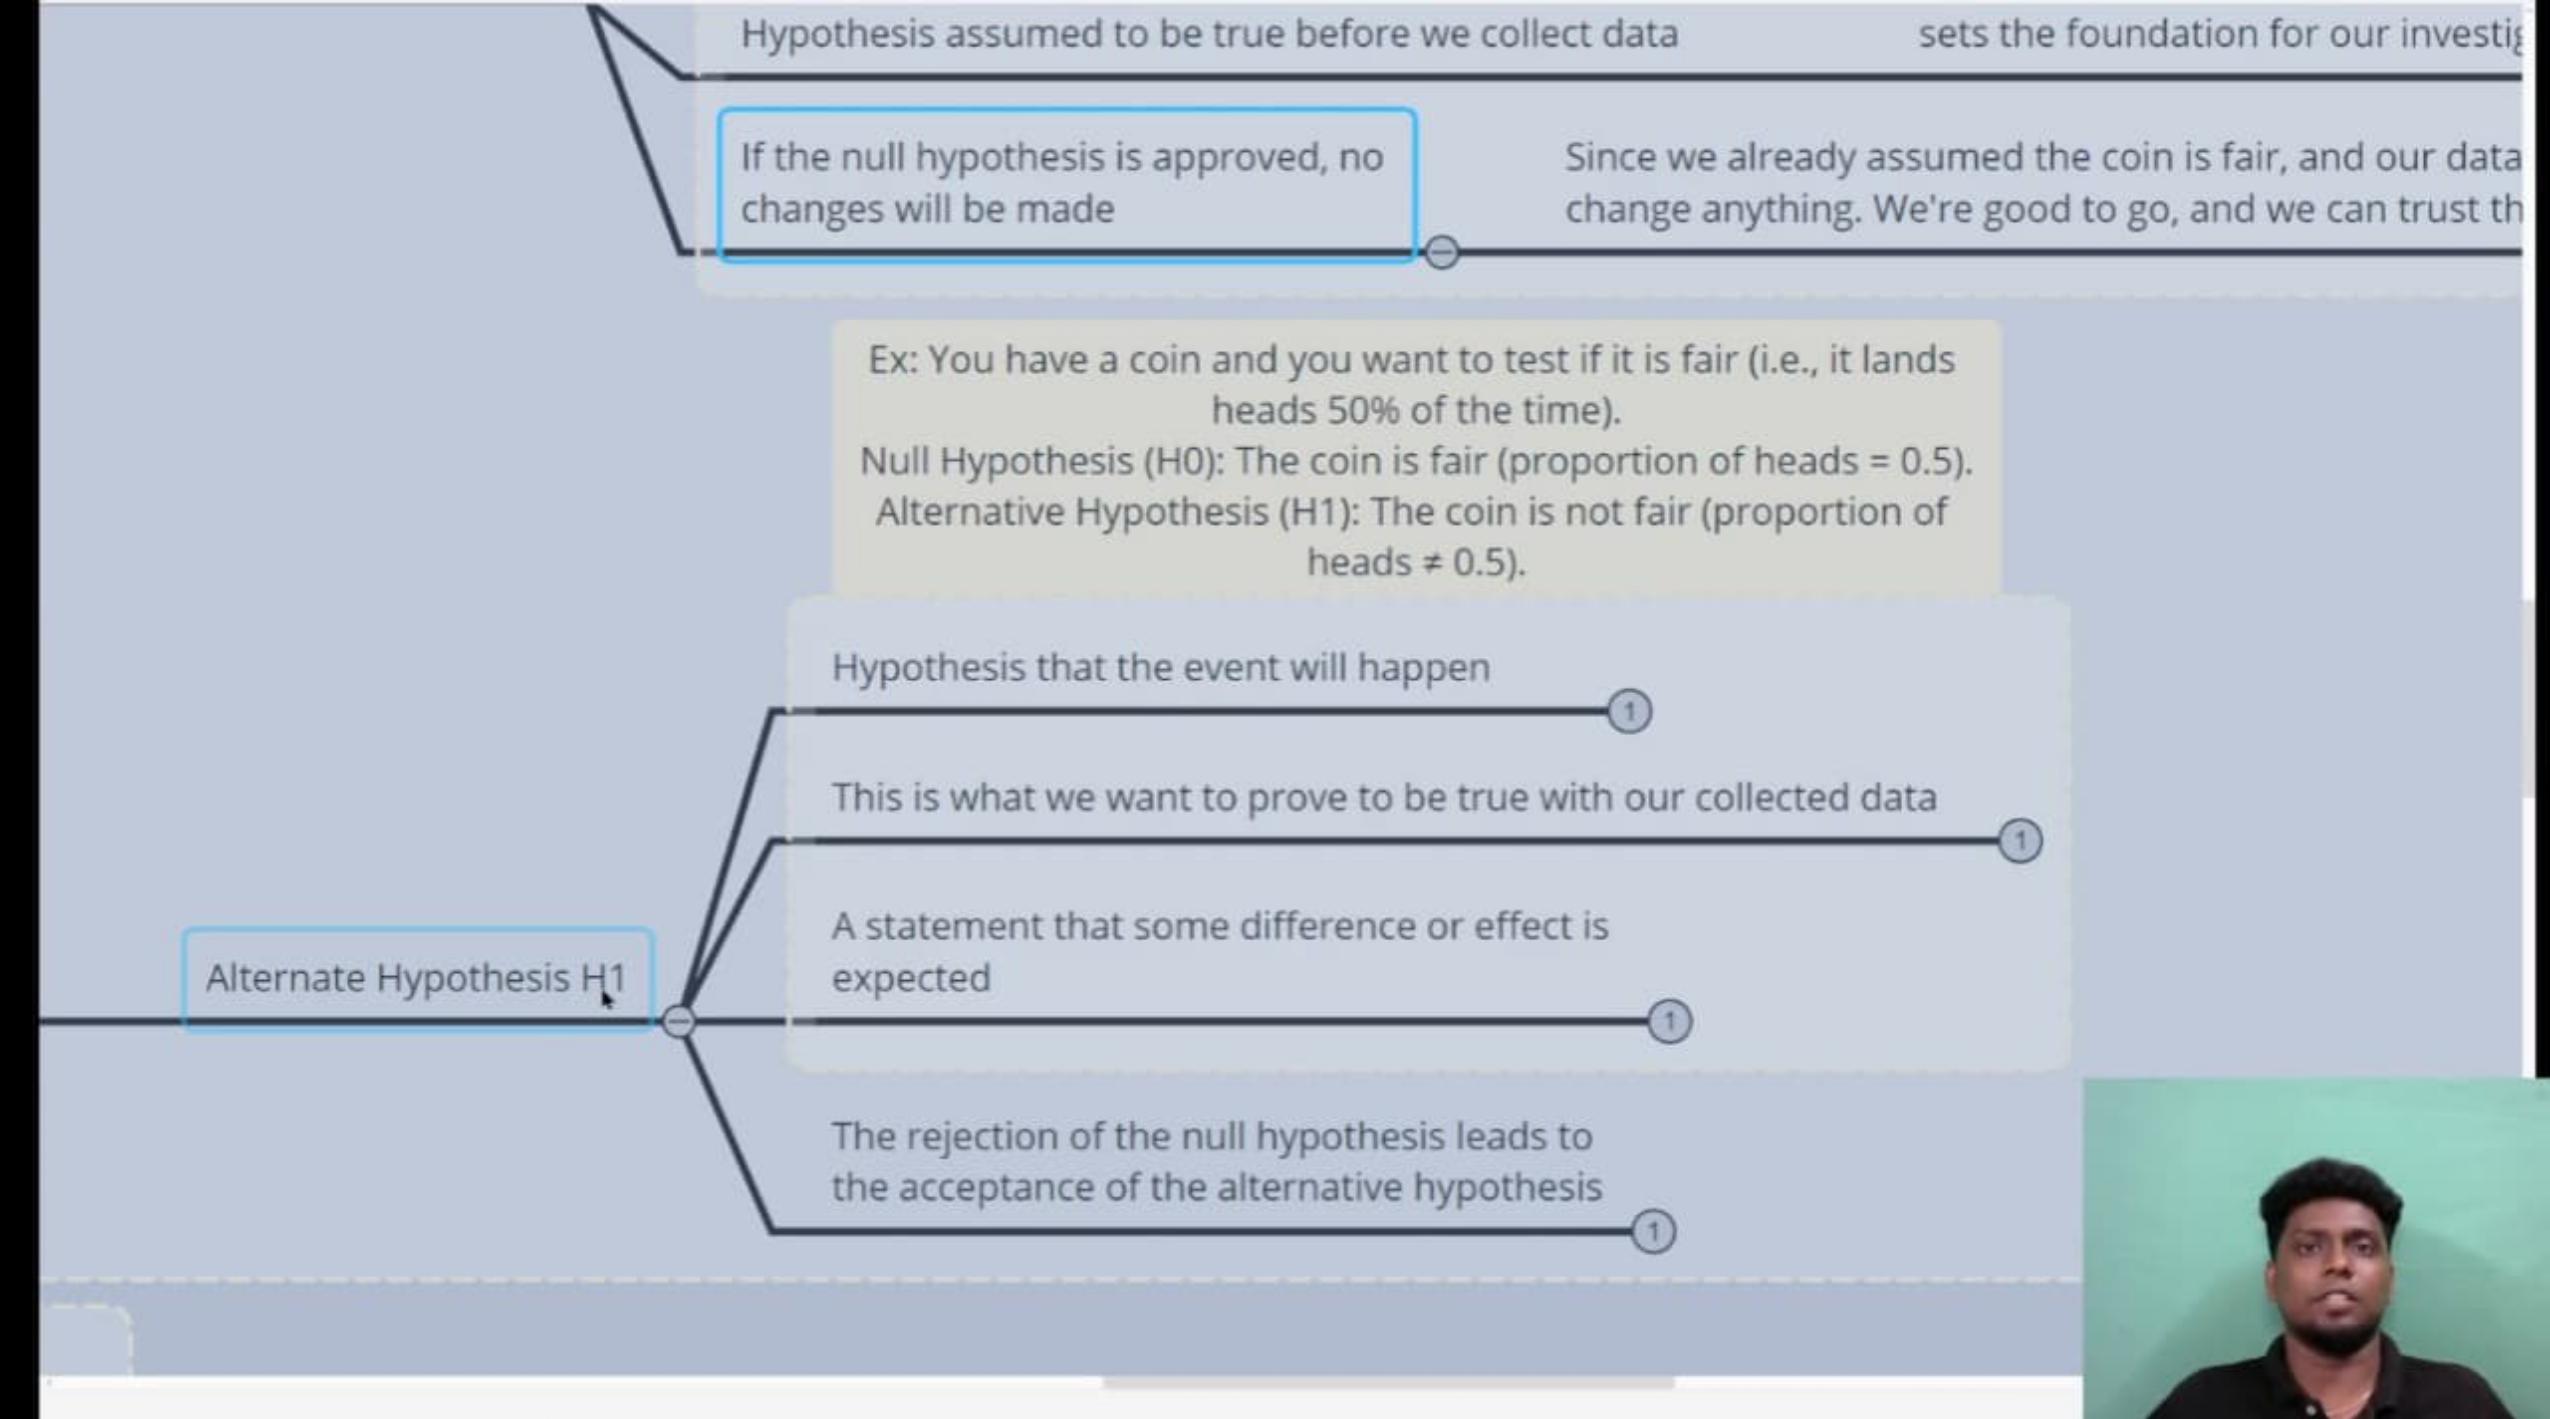 Hypothesis assumed to be true before we collect data
sets the foundation for our
If the null hypothesis is approved, no
changes will be made
Since we already assumed the coin is fair, and our data
change anything. We're good to go, and we can trust
Ex: You have a coin and you want to test if it is fair (i.e., it lands
heads 50% of the time).
Null Hypothesis (H0): The coin is fair (proportion of heads = 0.5).
Alternative Hypothesis (H1): The coin is not fair (proportion of
heads ≠ 0.5).
Hypothesis that the event will happen
1
This is what we want to prove to be true with our collected data
1
A statement that some difference or effect is
expected
1
Alternate Hypothesis H1
The rejection of the null hypothesis leads to
the acceptance of the alternative hypothesis
1